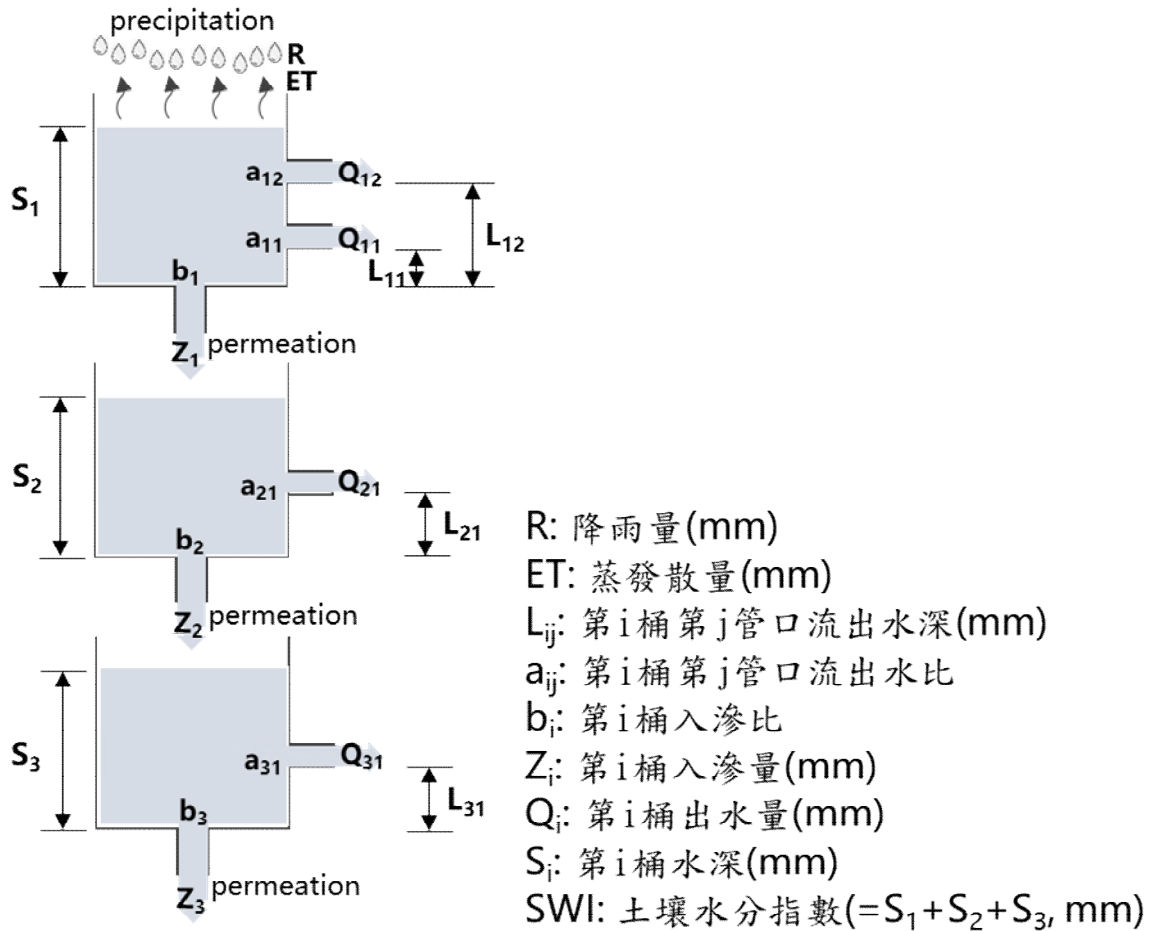 precipitation
R
ET
S₁
a₁₂
Q₁₂
a₁₁
Q₁₁
L₁₂
L₁₁
b₁
Z₁
permeation
S₂
a₂₁
Q₂₁
L₂₁
b₂
Z₂
permeation
S₃
a₃₁
Q₃₁
L₃₁
b₃
Z₃
permeation
R: 降雨量(mm)
ET: 蒸發散量(mm)
Lᵢⱼ: 第i桶第j管口流出水深(mm)
aᵢⱼ: 第i桶第j管口流出水比
bᵢ: 第i桶入滲比
Zᵢ: 第i桶入滲量(mm)
Qᵢ: 第i桶出水量(mm)
Sᵢ: 第i桶水深(mm)
SWI: 土壤水分指數(=S₁+S₂+S₃, mm)